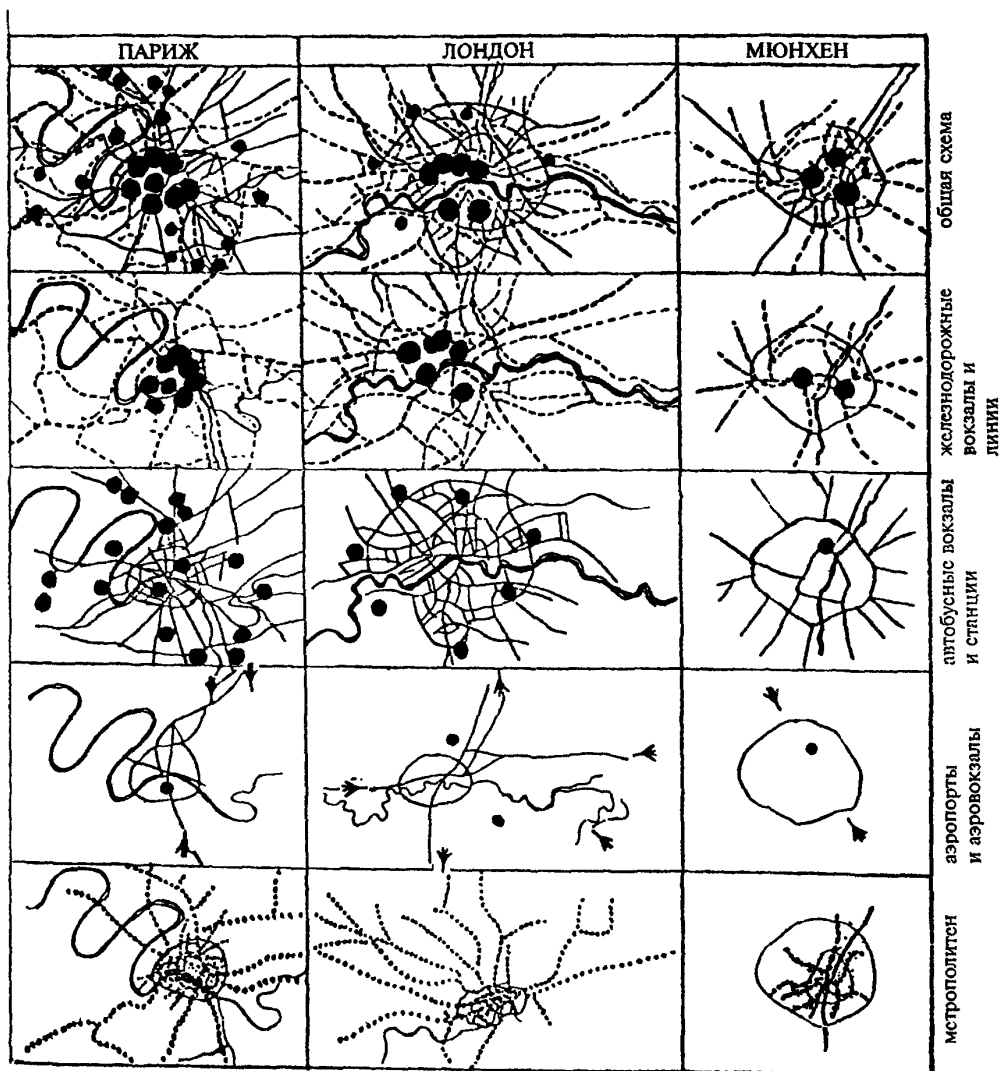 ПАРИЖ
ЛОНДОН
МЮНХЕН
общая схема
железнодорожные
вокзалы и
линии
автобусные вокзалы
и станции
аэропорты
и аэровокзалы
метрополитен